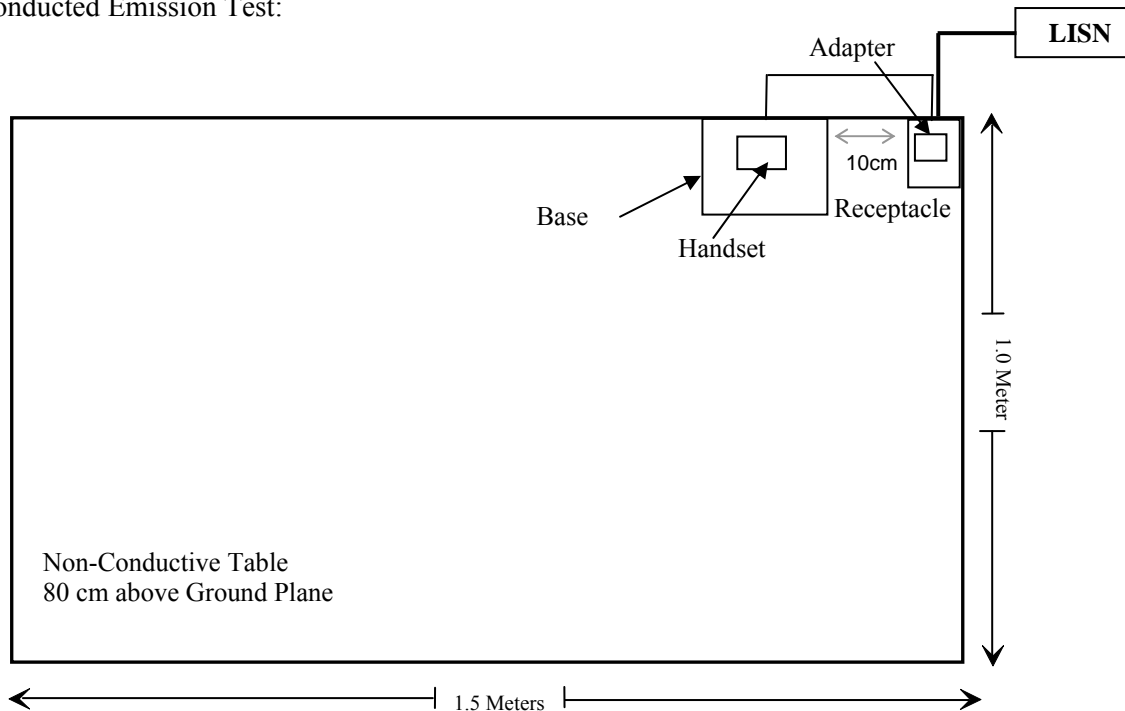 onducted Emission Test:
LISN
Adapter
10cm
Base
Receptacle
Handset
1.0 Meter
Non-Conductive Table
80 cm above Ground Plane
1.5 Meters